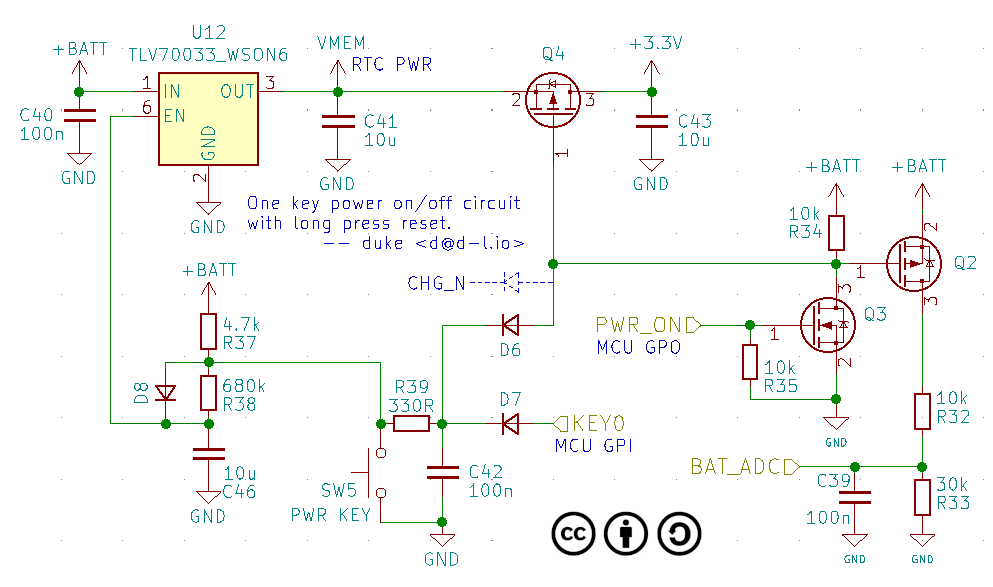 U12
TLV70033_WSON6
+BATT
VMEM
RTC PWR
Q4
+3.3V
1
IN
OUT
3
6
EN
GND
2
C40
100n
GND
GND
C41
10u
GND
2
3
1
C43
10u
GND
One key power on/off circuit
with long press reset.
-- duke <d@d-l.io>
CHG_N
+BATT
+BATT
10k
R34
1
2
3
Q2
3
Q3
1
2
PWR_ON
MCU GPO
10k
R35
GND
+BATT
4.7k
R37
D8
680k
R38
10u
C46
GND
R39
330R
D6
D7
KEY0
MCU GPI
SW5
PWR KEY
C42
100n
GND
10k
R32
BAT_ADC
C39
100n
30k
R33
GND
GND
cc